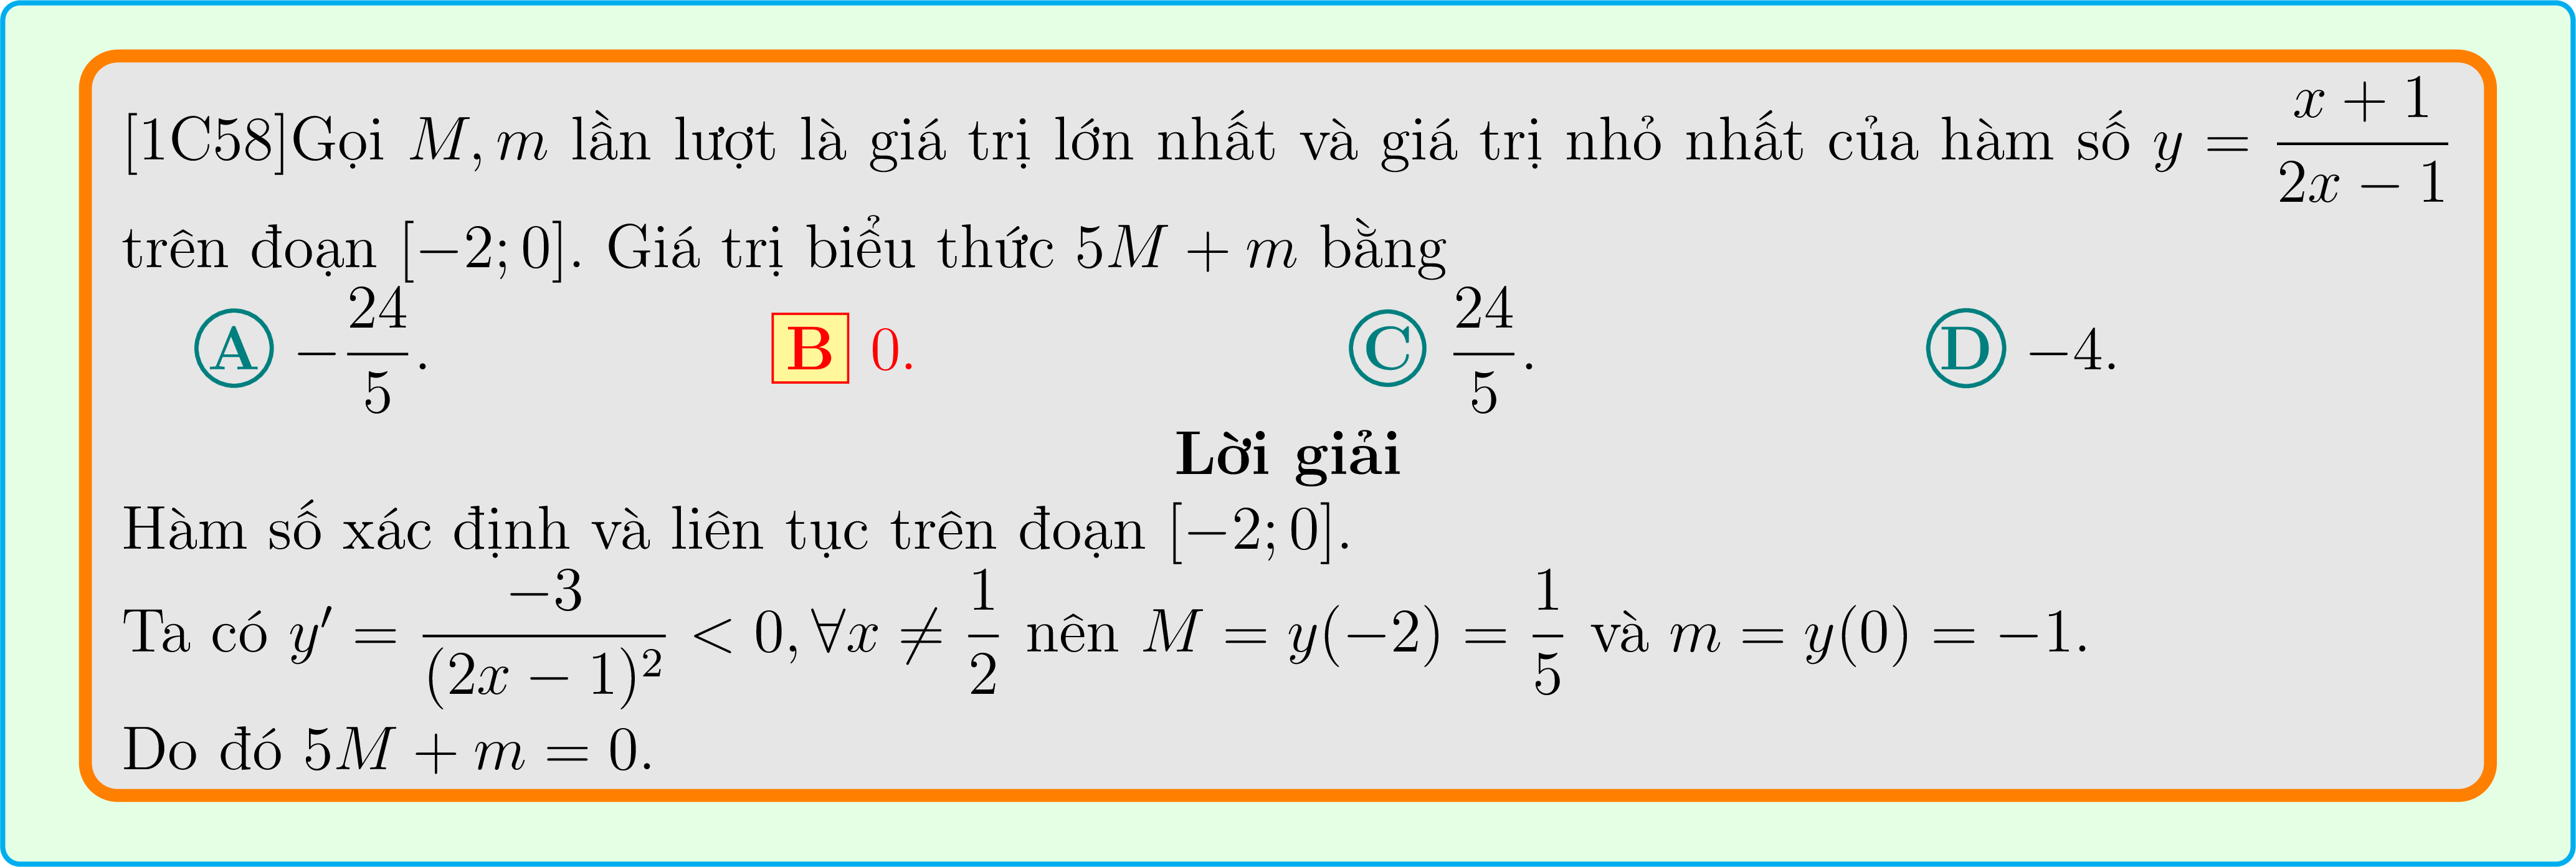 [1C58]Gọi M, m lần lượt là giá trị lớn nhất và giá trị nhỏ nhất của hàm số y = \frac{x + 1}{2x − 1}
trên đoạn [−2; 0]. Giá trị biểu thức 5M + m bằng
A −\frac{24}{5}. B 0. C \frac{24}{5}. D −4.
Lời giải
Hàm số xác định và liên tục trên đoạn [−2; 0].
Ta có y′ = \frac{−3}{(2x − 1)²} < 0, ∀x ≠ \frac{1}{2} nên M = y(−2) = \frac{1}{5} và m = y(0) = −1.
Do đó 5M + m = 0.